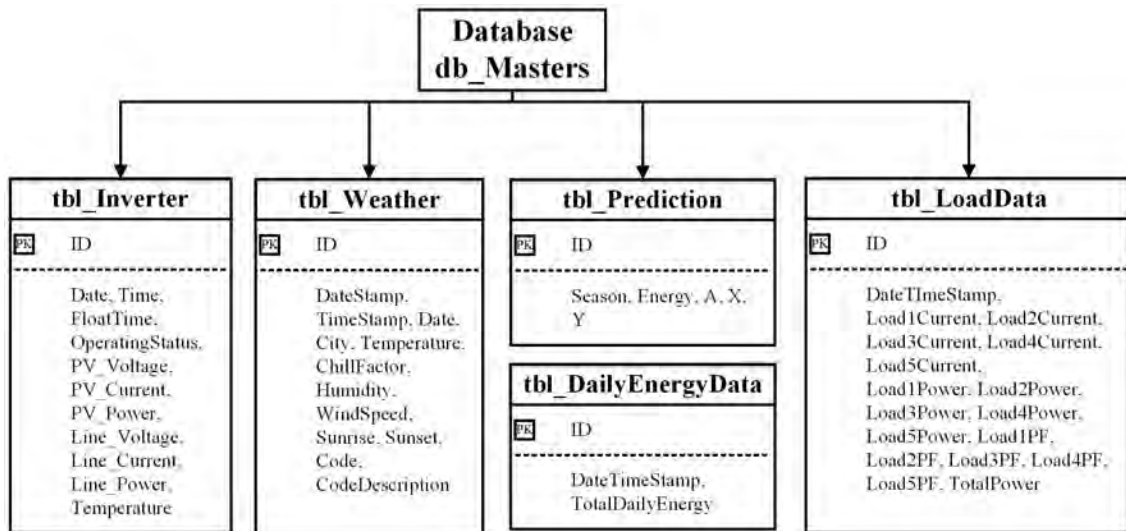 Database
db_Masters
tbl_Inverter
PK ID
Date, Time,
FloatTime,
OperatingStatus,
PV_Voltage,
PV_Current,
PV_Power,
Line_Voltage,
Line_Current,
Line_Power,
Temperature
tbl_Weather
PK ID
DateStamp,
TimeStamp, Date,
City, Temperature,
ChillFactor,
Humidity,
WindSpeed,
Sunrise, Sunset,
Code,
CodeDescription
tbl_Prediction
PK ID
Season, Energy, A, X,
Y
tbl_DailyEnergyData
PK ID
DateTimeStamp,
TotalDailyEnergy
tbl_LoadData
PK ID
DateTImeStamp,
Load1Current, Load2Current,
Load3Current, Load4Current,
Load5Current,
Load1Power, Load2Power,
Load3Power, Load4Power,
Load5Power, Load1PF,
Load2PF, Load3PF, Load4PF,
Load5PF, TotalPower